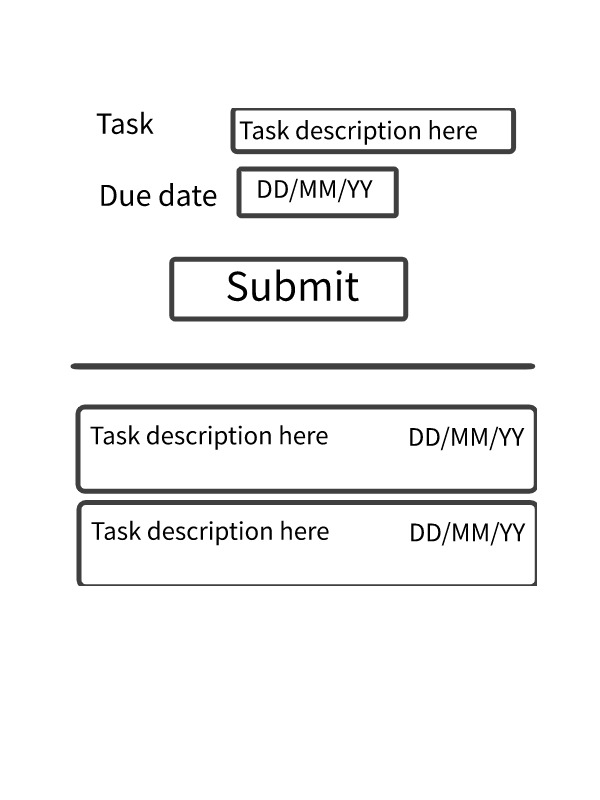 Task
Task description here
Due date
DD/MM/YY
Submit
Task description here
DD/MM/YY
Task description here
DD/MM/YY